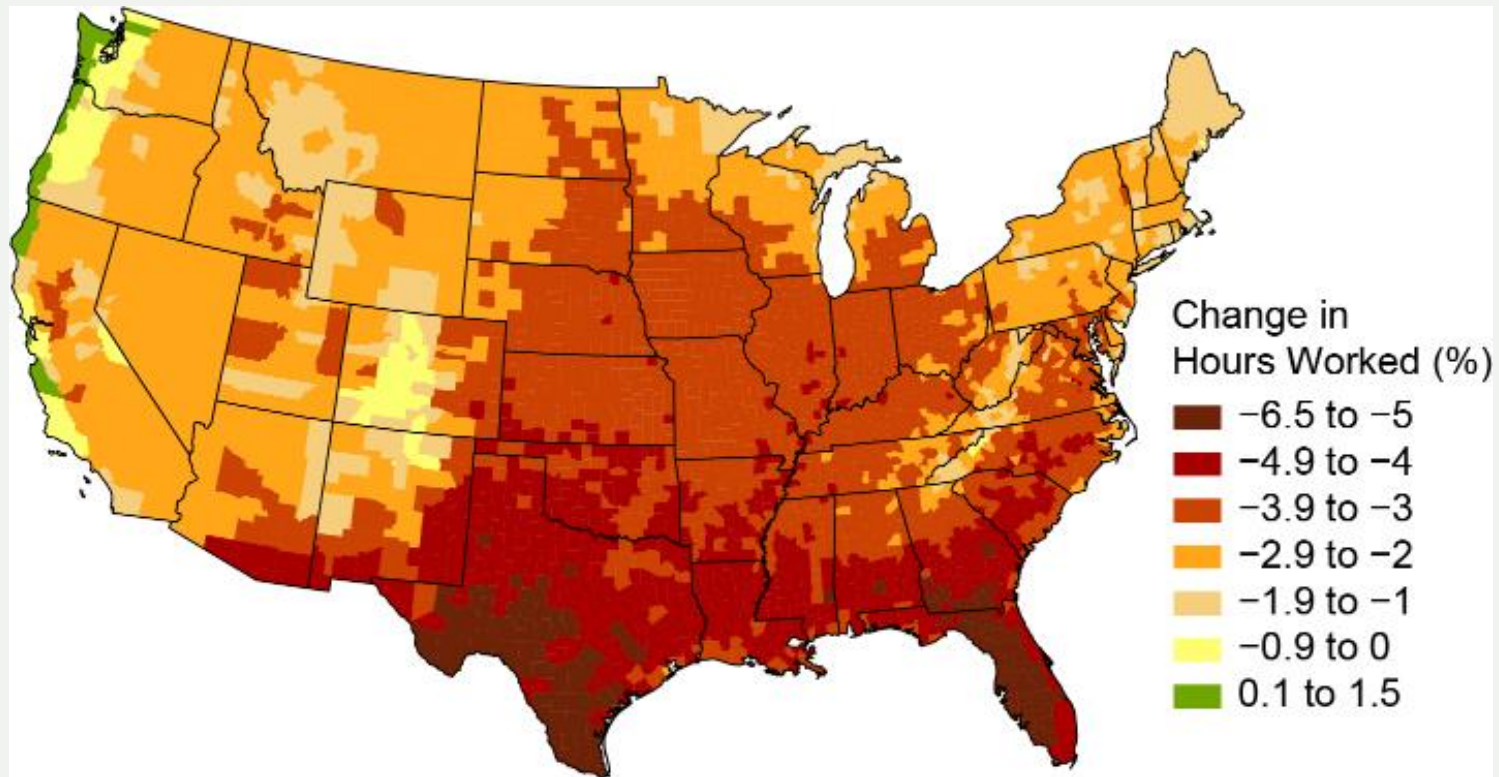 Change in
Hours Worked (%)
−6.5 to −5
−4.9 to −4
−3.9 to −3
−2.9 to −2
−1.9 to −1
−0.9 to 0
0.1 to 1.5